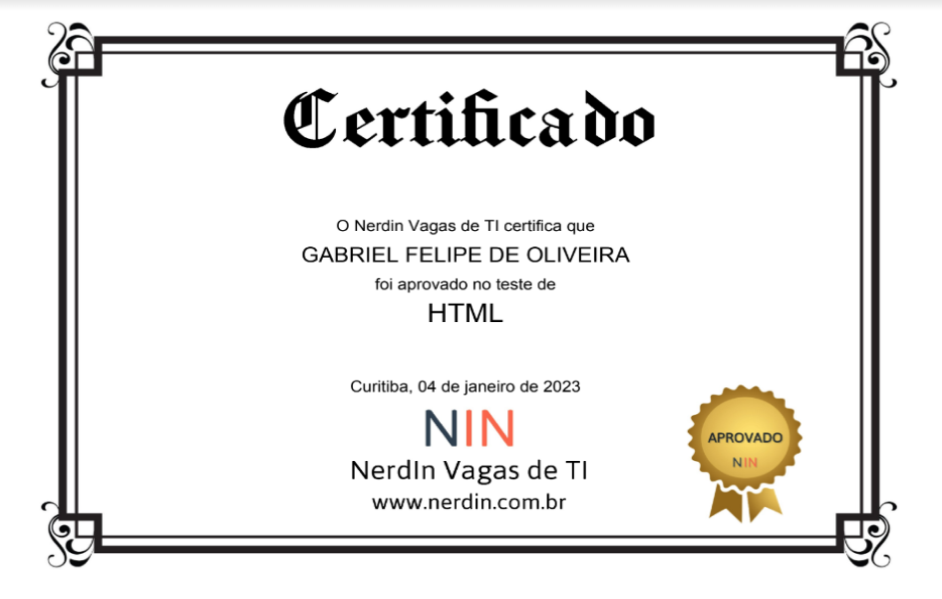 Certificado
O Nerdin Vagas de TI certifica que
GABRIEL FELIPE DE OLIVEIRA
foi aprovado no teste de
HTML
Curitiba, 04 de janeiro de 2023
NIN
NerdIn Vagas de TI
www.nerdin.com.br
APROVADO
NIN